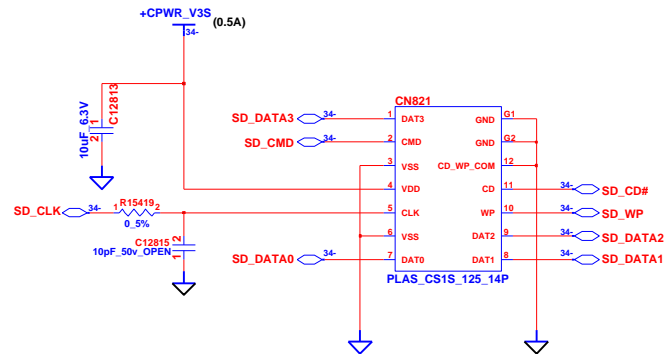 +CPWR_V3S
(0.5A)
34-
C12813
10uF_6.3V
1
2
CN821
SD_DATA3 34- 1 DAT3 GND G1
SD_CMD 34- 2 CMD GND G2
3 VSS CD_WP_COM 12
4 VDD CD 11 34- SD_CD#
SD_CLK 34- 1 R15419 2 5 CLK WP 10 34- SD_WP
0_5%
6 VSS DAT2 9 34- SD_DATA2
C12815 2
10pF_50v_OPEN 1
SD_DATA0 34- 7 DAT0 DAT1 8 34- SD_DATA1
PLAS_CS1S_125_14P